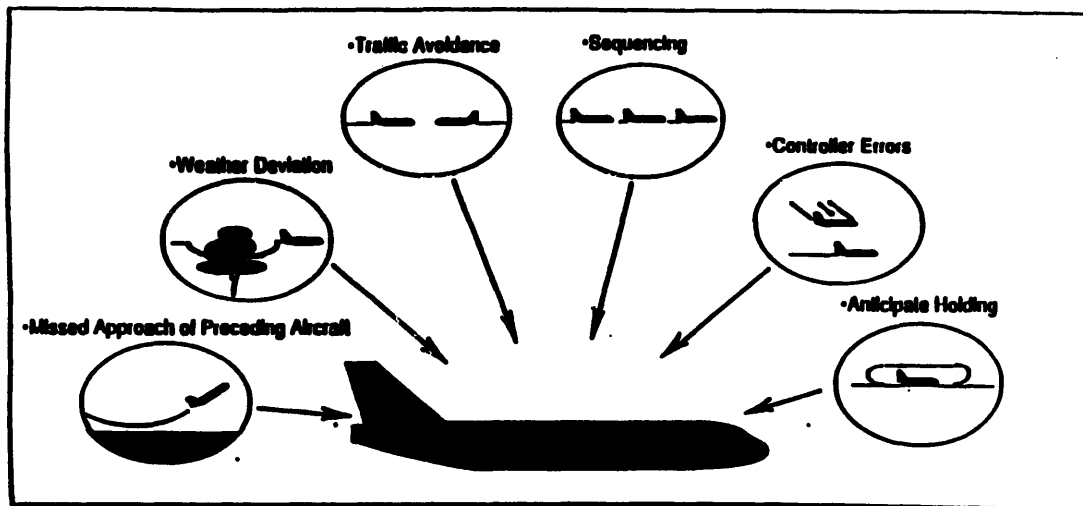 •Traffic Avoidance
•Sequencing
•Weather Deviation
•Controller Errors
•Anticipate Holding
•Missed Approach of Preceding Aircraft